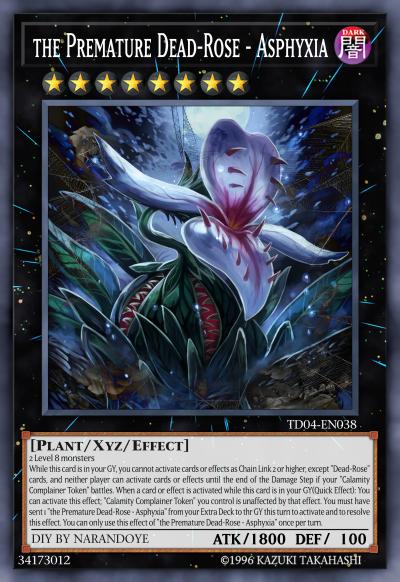 the Premature Dead-Rose - Asphyxia
DARK
闇
TD04-EN038
[Plant/Xyz/Effect]
2 Level 8 monsters
While this card is in your GY, you cannot activate cards or effects as Chain Link 2 or higher, except "Dead-Rose"
cards, and neither player can activate cards or effects until the end of the Damage Step if your "Calamity
Complainer Token" battles. When a card or effect is activated while this card is in your GY(Quick Effect): You
can activate this effect; "Calamity Complainer Token" you control is unaffected by that effect. You must have
sent 1 "the Premature Dead-Rose - Asphyxia" from your Extra Deck to thr GY this turn to activate and to resolve
this effect. You can only use this effect of "the Premature Dead-Rose - Asphyxia" once per turn.
DIY BY NARANDOYE
ATK/1800 DEF/ 100
34173012
©1996 KAZUKI TAKAHASHI